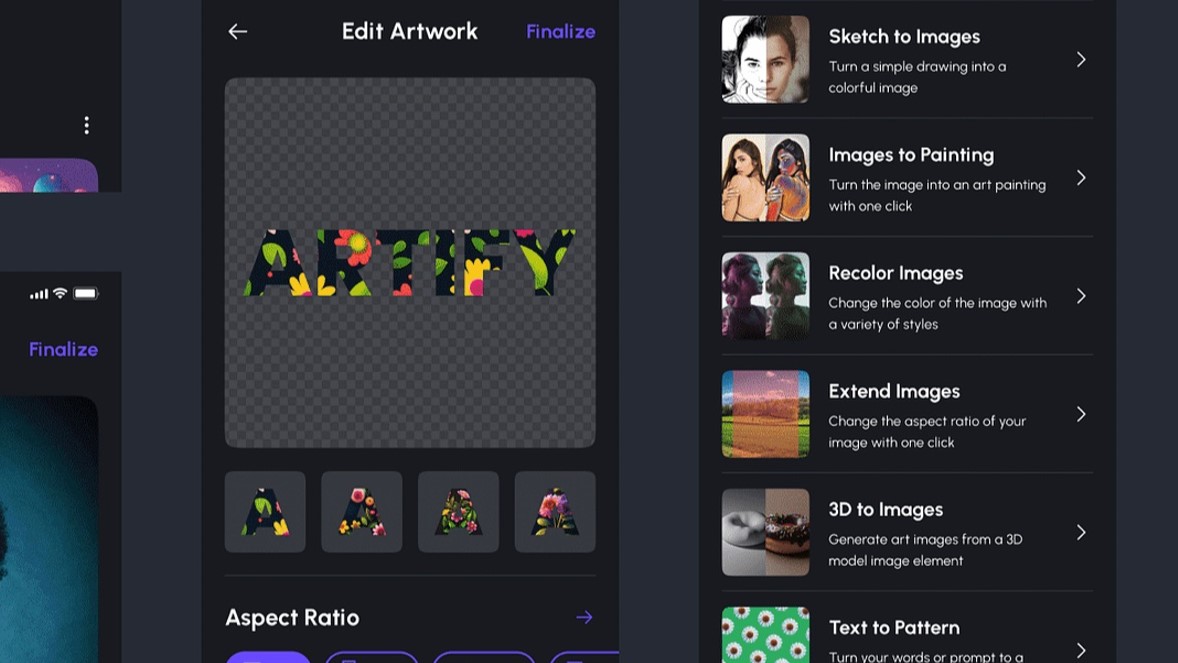 Finalize
Edit Artwork
Finalize
ARTIFY
A
A
A
A
Aspect Ratio
Sketch to Images
Turn a simple drawing into a
colorful image
Images to Painting
Turn the image into an art painting
with one click
Recolor Images
Change the color of the image with
a variety of styles
Extend Images
Change the aspect ratio of your
image with one click
3D to Images
Generate art images from a 3D
model image element
Text to Pattern
Turn your words or prompt to a